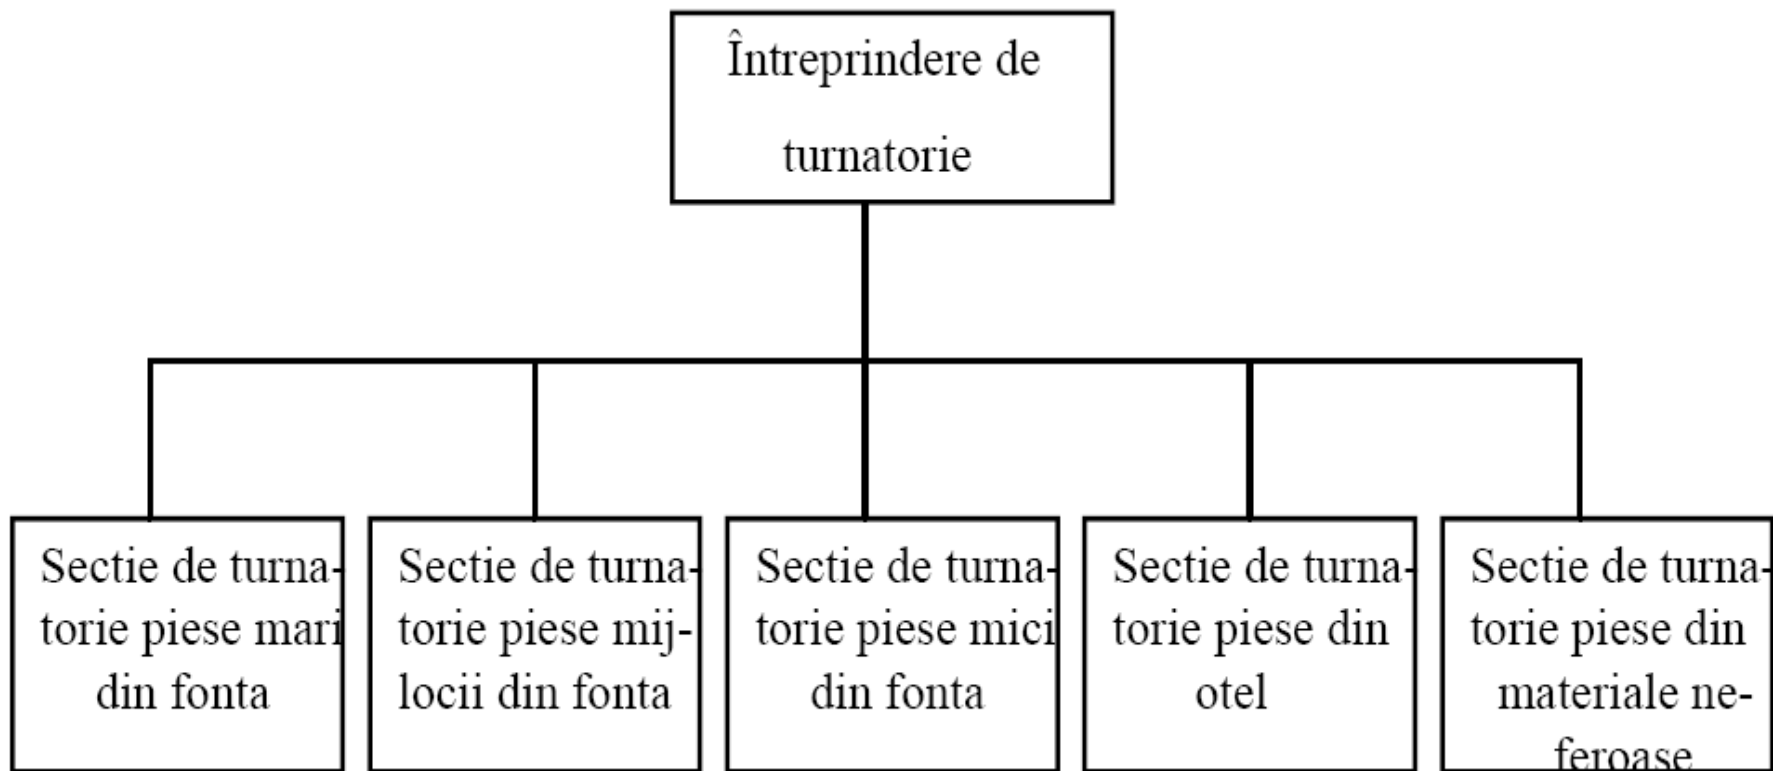 Întreprindere de
turnatorie
Sectie de turna-
torie piese mari
din fonta
Sectie de turna-
torie piese mij-
locii din fonta
Sectie de turna-
torie piese mici
din fonta
Sectie de turna-
torie piese din
otel
Sectie de turna-
torie piese din
materiale ne-
feroase